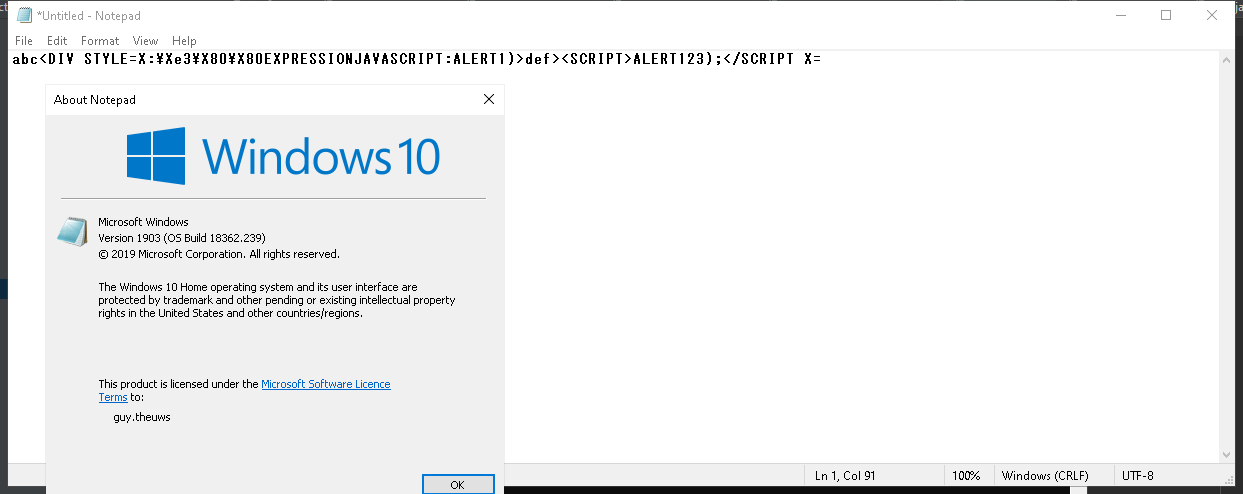 *Untitled - Notepad
File Edit Format View Help
abc<DIV STYLE=X:¥Xe3¥X80¥X80EXPRESSIONJAVASCRIPT:ALERT1)>def><SCRIPT>ALERT123);</SCRIPT X=
About Notepad
Windows 10
Microsoft Windows
Version 1903 (OS Build 18362.239)
© 2019 Microsoft Corporation. All rights reserved.
The Windows 10 Home operating system and its user interface are
protected by trademark and other pending or existing intellectual property
rights in the United States and other countries/regions.
This product is licensed under the Microsoft Software Licence
Terms to:
guy.theuws
OK
Ln 1, Col 91 100% Windows (CRLF) UTF-8